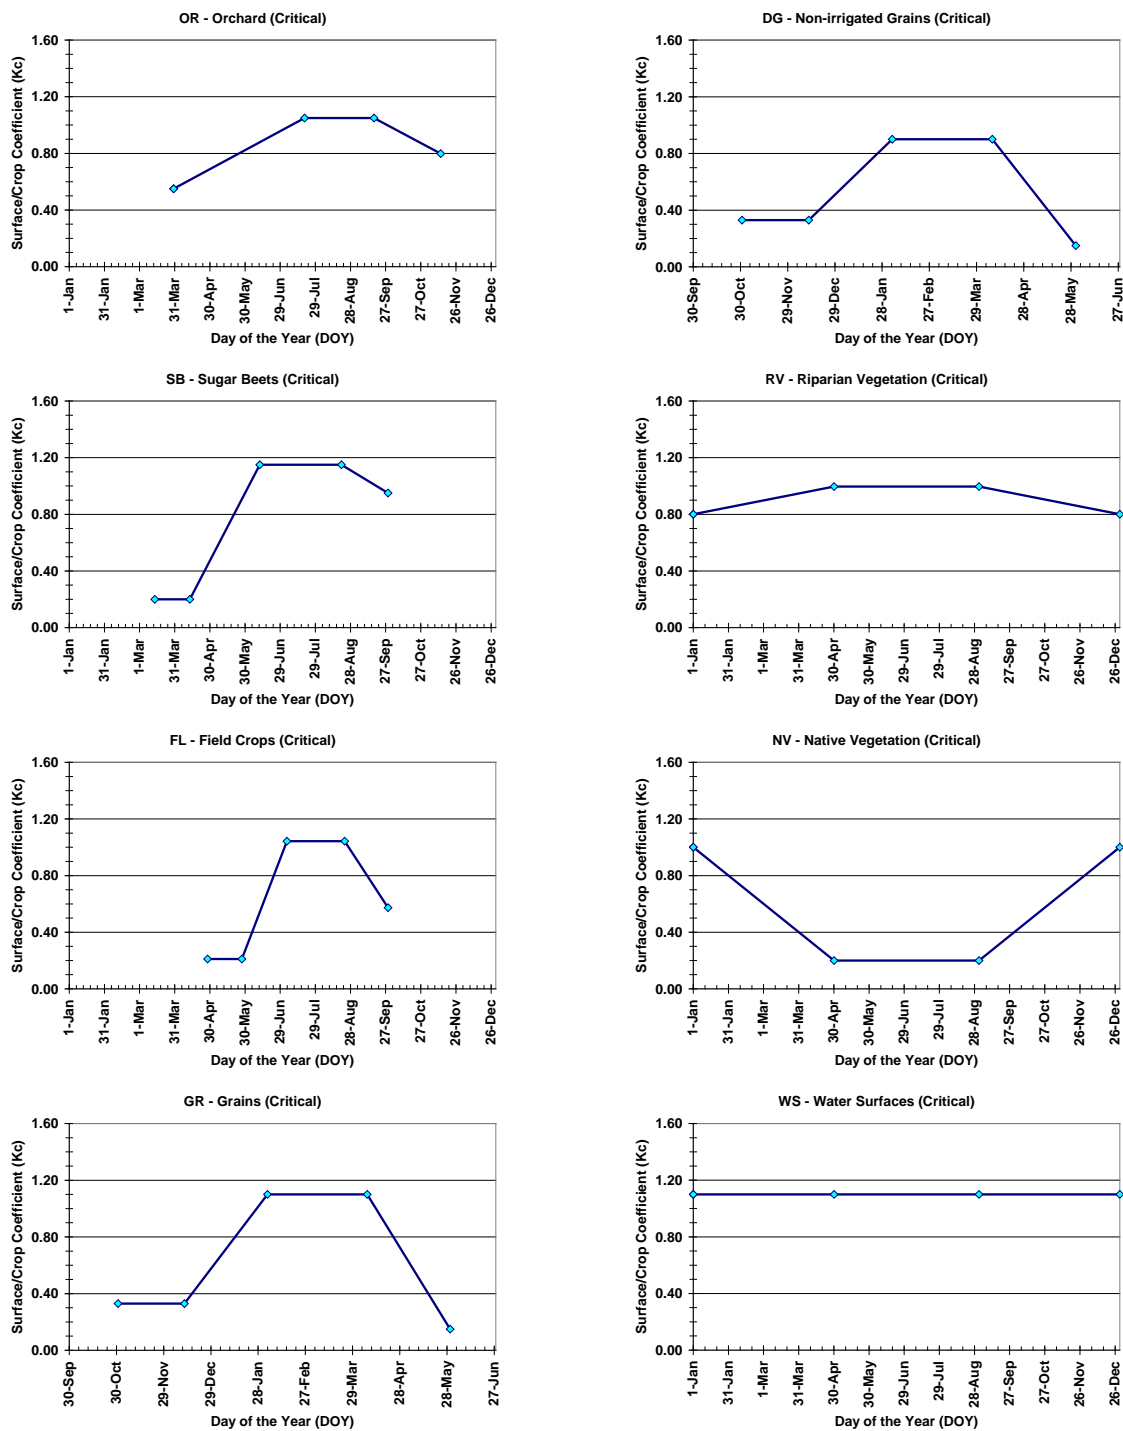 OR - Orchard (Critical)
Surface/Crop Coefficient (Kc)
1.60
1.20
0.80
0.40
0.00
1-Jan
31-Jan
1-Mar
31-Mar
30-Apr
30-May
29-Jun
29-Jul
28-Aug
27-Sep
27-Oct
26-Nov
26-Dec
Day of the Year (DOY)
DG - Non-irrigated Grains (Critical)
Surface/Crop Coefficient (Kc)
1.60
1.20
0.80
0.40
0.00
30-Sep
30-Oct
29-Nov
29-Dec
28-Jan
27-Feb
29-Mar
28-Apr
28-May
27-Jun
Day of the Year (DOY)
SB - Sugar Beets (Critical)
Surface/Crop Coefficient (Kc)
1.60
1.20
0.80
0.40
0.00
1-Jan
31-Jan
1-Mar
31-Mar
30-Apr
30-May
29-Jun
29-Jul
28-Aug
27-Sep
27-Oct
26-Nov
26-Dec
Day of the Year (DOY)
RV - Riparian Vegetation (Critical)
Surface/Crop Coefficient (Kc)
1.60
1.20
0.80
0.40
0.00
1-Jan
31-Jan
1-Mar
31-Mar
30-Apr
30-May
29-Jun
29-Jul
28-Aug
27-Sep
27-Oct
26-Nov
26-Dec
Day of the Year (DOY)
FL - Field Crops (Critical)
Surface/Crop Coefficient (Kc)
1.60
1.20
0.80
0.40
0.00
1-Jan
31-Jan
1-Mar
31-Mar
30-Apr
30-May
29-Jun
29-Jul
28-Aug
27-Sep
27-Oct
26-Nov
26-Dec
Day of the Year (DOY)
NV - Native Vegetation (Critical)
Surface/Crop Coefficient (Kc)
1.60
1.20
0.80
0.40
0.00
1-Jan
31-Jan
1-Mar
31-Mar
30-Apr
30-May
29-Jun
29-Jul
28-Aug
27-Sep
27-Oct
26-Nov
26-Dec
Day of the Year (DOY)
GR - Grains (Critical)
Surface/Crop Coefficient (Kc)
1.60
1.20
0.80
0.40
0.00
30-Sep
30-Oct
29-Nov
29-Dec
28-Jan
27-Feb
29-Mar
28-Apr
28-May
27-Jun
Day of the Year (DOY)
WS - Water Surfaces (Critical)
Surface/Crop Coefficient (Kc)
1.60
1.20
0.80
0.40
0.00
1-Jan
31-Jan
1-Mar
31-Mar
30-Apr
30-May
29-Jun
29-Jul
28-Aug
27-Sep
27-Oct
26-Nov
26-Dec
Day of the Year (DOY)